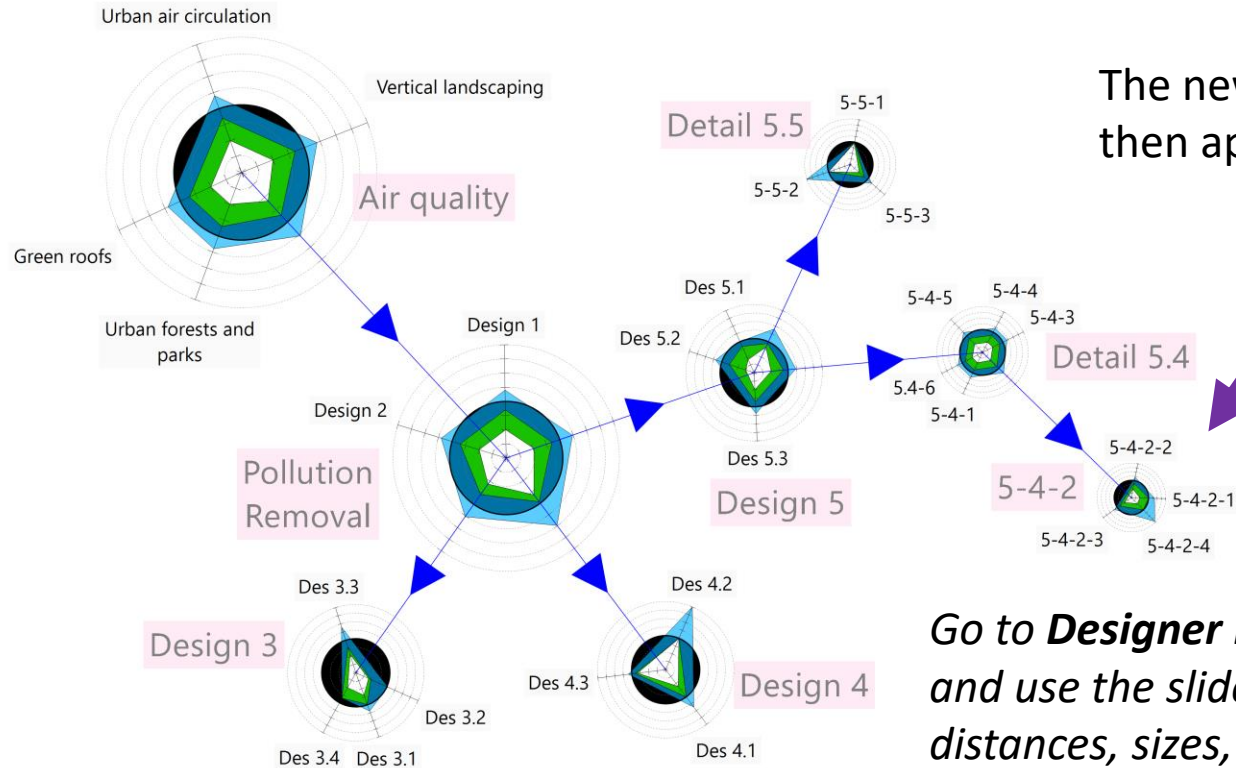 Urban air circulation
Vertical landscaping
Air quality
Green roofs
Urban forests and
parks
Design 1
Design 2
Pollution
Removal
Des 3.3
Design 3
Des 3.2
Des 3.4
Des 3.1
Des 4.2
Des 4.3
Design 4
Des 4.1
Des 5.1
Des 5.2
Des 5.3
Design 5
Detail 5.5
5-5-1
5-5-2
5-5-3
5-4-5
5-4-4
5-4-3
Detail 5.4
5.4-6
5-4-1
5-4-2
5-4-2-2
5-4-2-1
5-4-2-3
5-4-2-4
The
then
Go to Designer
and use the
distances, sizes,